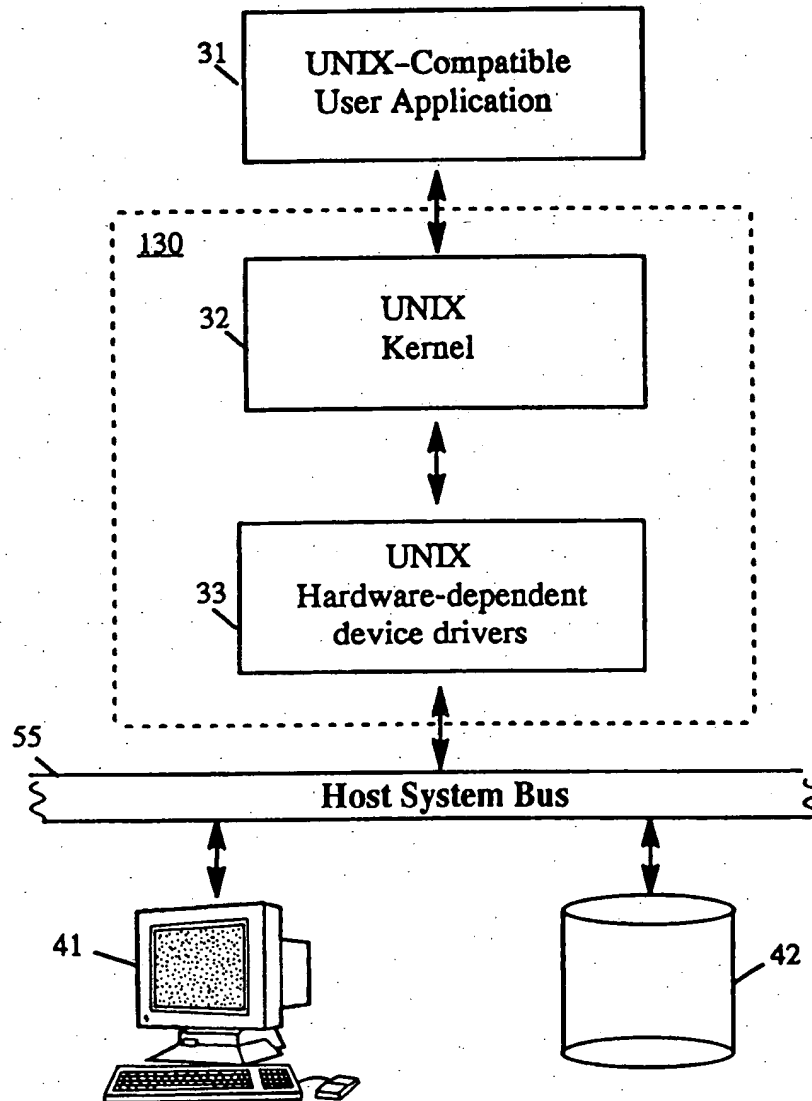 31
UNIX-Compatible
User Application
130
32
UNIX
Kernel
33
UNIX
Hardware-dependent
device drivers
55
Host System Bus
41
42